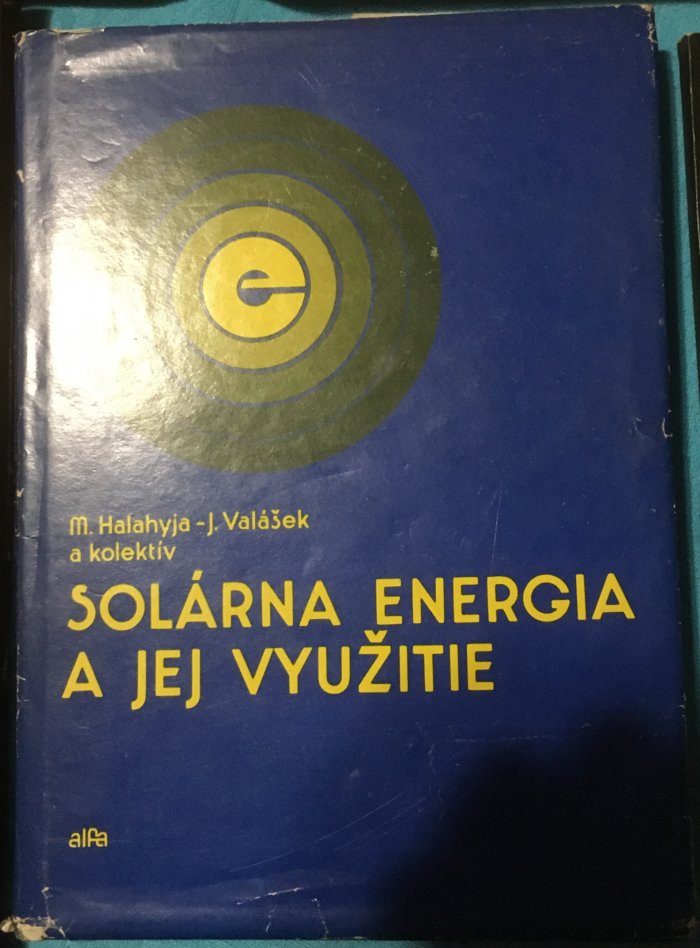 e
M. Halahyja - J. Valášek
a kolektív
SOLÁRNA ENERGIA
A JEJ VYUŽITIE
alfa